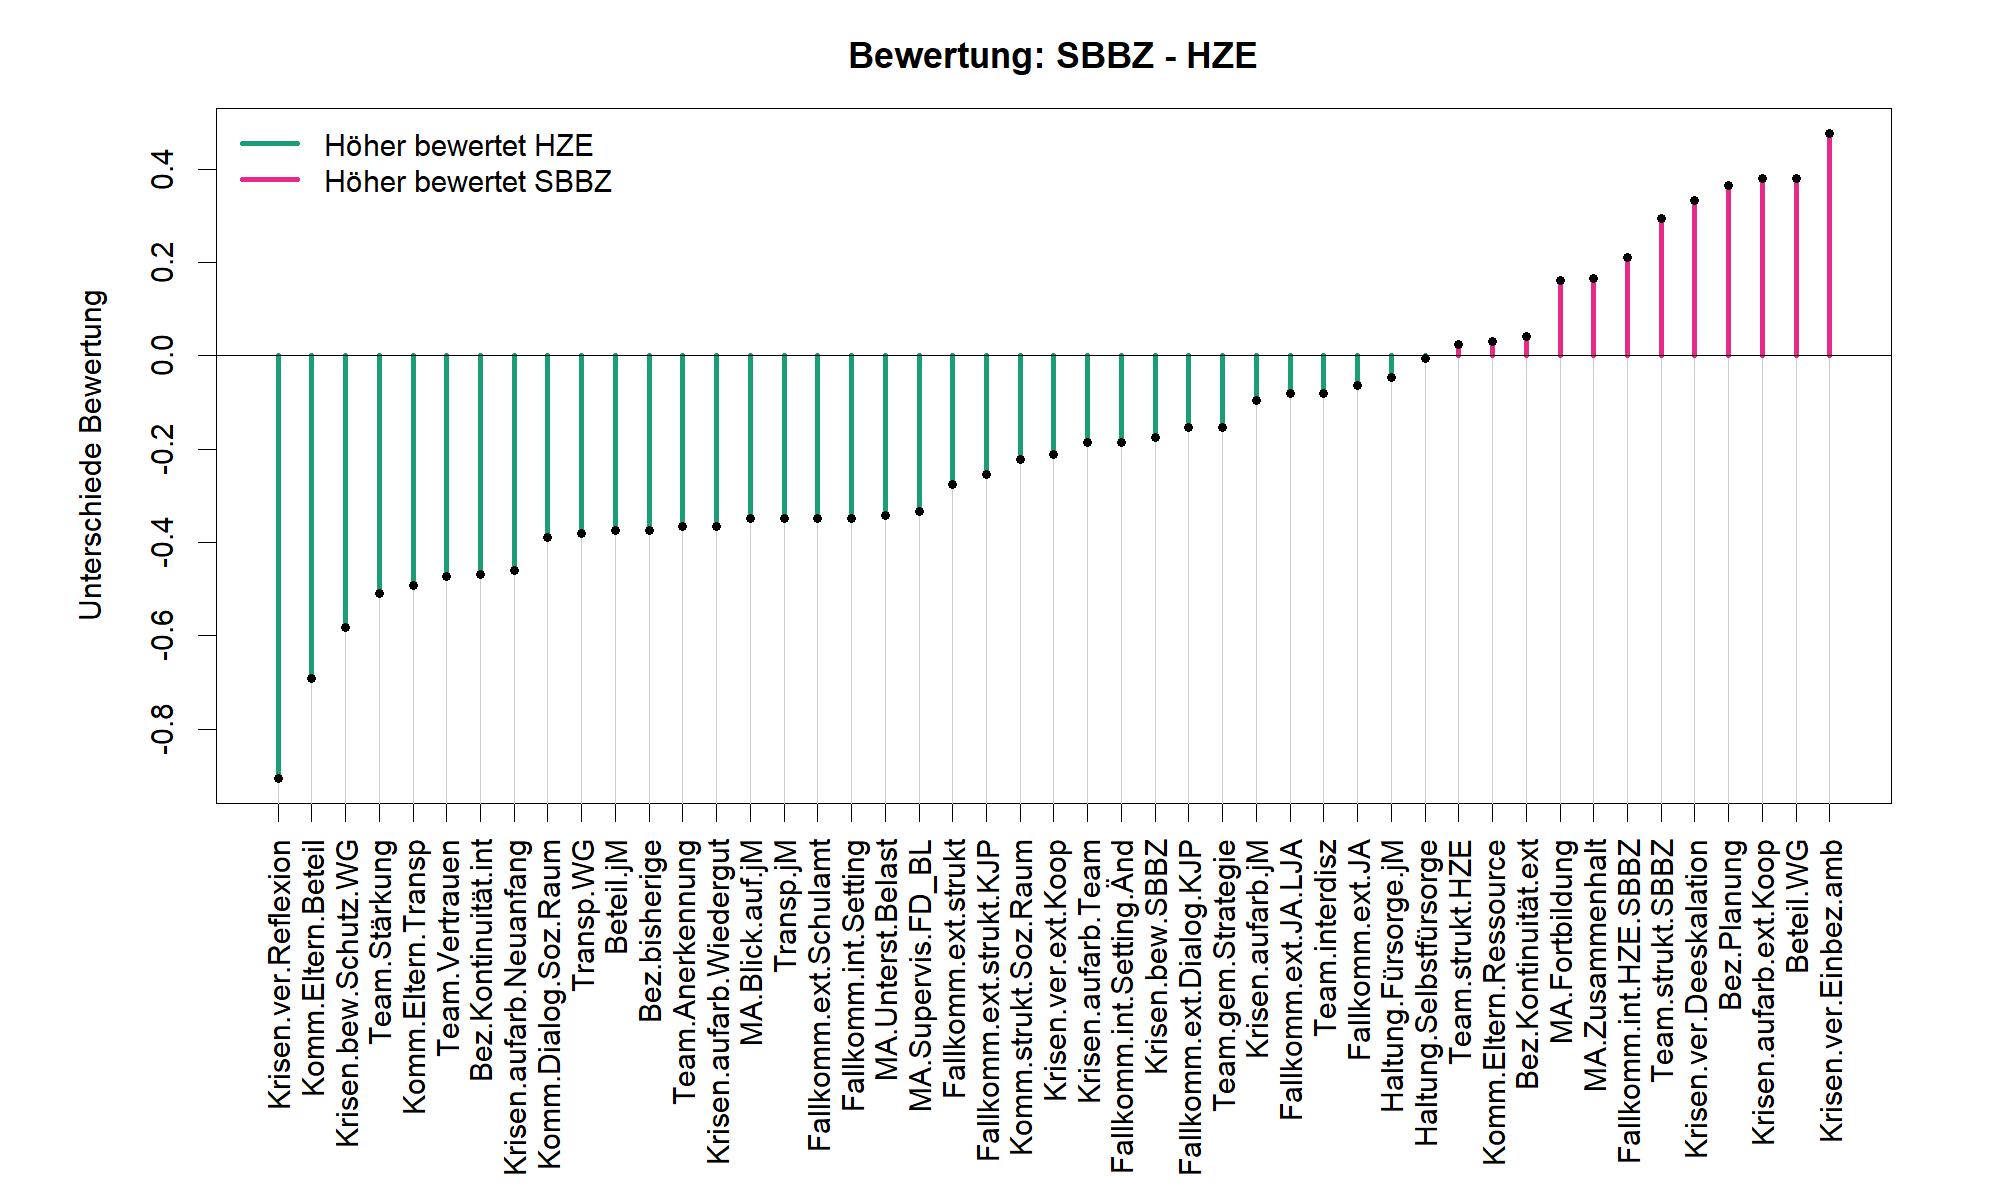 Bewertung: SBBZ - HZE
Höher bewertet HZE
Höher bewertet SBBZ
Unterschiede Bewertung
0.4
0.2
0.0
-0.2
-0.4
-0.6
-0.8
Krisen.ver.Reflexion
Komm.Eltern.Beteil
Krisen.bew.Schutz.WG
Team.Stärkung
Komm.Eltern.Transp
Team.Vertrauen
Bez.Kontinuität.int
Krisen.aufarb.Neuanfang
Komm.Dialog.Soz.Raum
Transp.WG
Beteil.jM
Bez.bisherige
Team.Anerkennung
Krisen.aufarb.Wiedergut
MA.Blick.auf.jM
Transp.jM
Fallkomm.ext.Schulamt
Fallkomm.int.Setting
MA.Unterst.Belast
MA.Supervis.FD_BL
Fallkomm.ext.strukt
Fallkomm.ext.strukt.KJP
Komm.strukt.Soz.Raum
Krisen.ver.ext.Koop
Krisen.aufarb.Team
Fallkomm.int.Setting.Änd
Krisen.bew.SBBZ
Fallkomm.ext.Dialog.KJP
Team.gem.Strategie
Krisen.aufarb.jM
Fallkomm.ext.JA.LJA
Team.interdisz
Fallkomm.ext.JA
Haltung.Fürsorge.jM
Haltung.Selbstfürsorge
Team.strukt.HZE
Komm.Eltern.Ressource
Bez.Kontinuität.ext
MA.Fortbildung
MA.Zusammenhalt
Fallkomm.int.HZE.SBBZ
Team.strukt.SBBZ
Krisen.ver.Deeskalation
Bez.Planung
Krisen.aufarb.ext.Koop
Beteil.WG
Krisen.ver.Einbez.amb